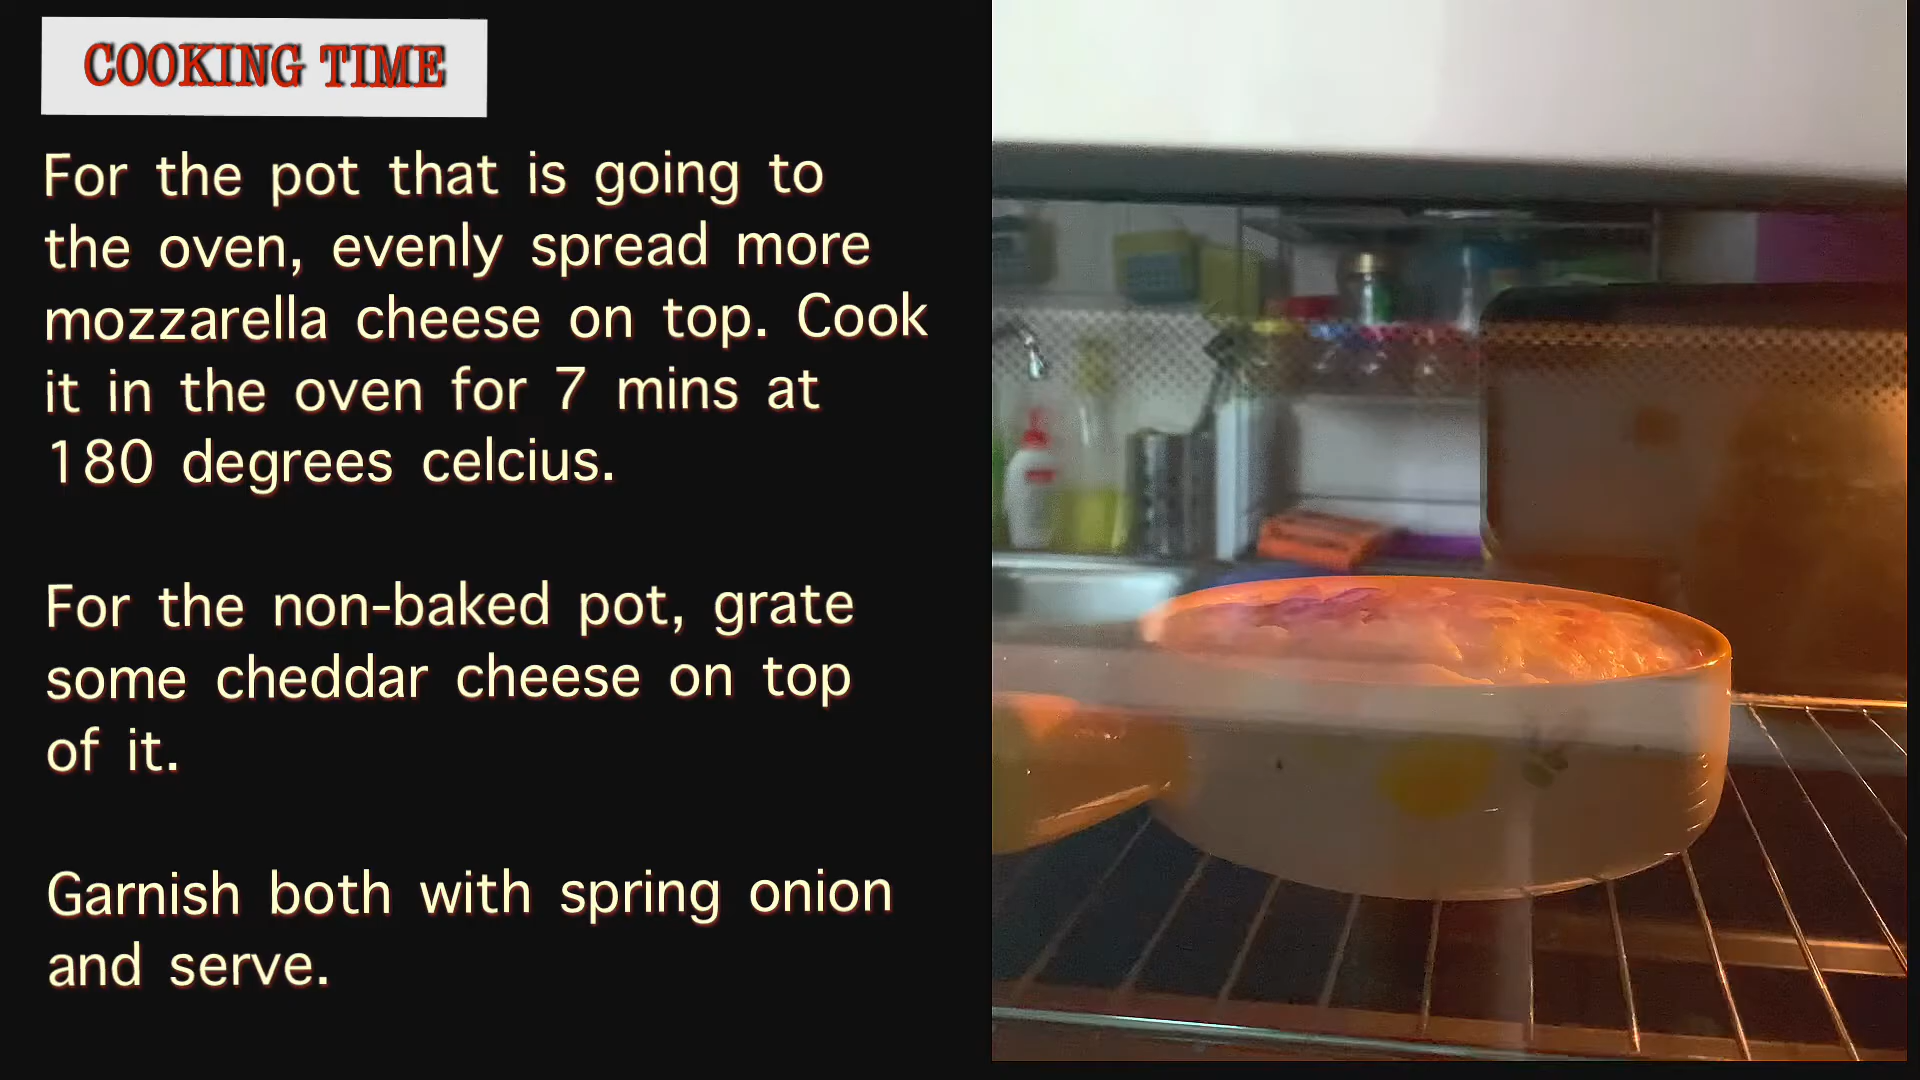 COOKING TIME
For the pot that is going to
the oven, evenly spread more
mozzarella cheese on top. Cook
it in the oven for 7 mins at
180 degrees celcius.
For the non-baked pot, grate
some cheddar cheese on top
of it.
Garnish both with spring onion
and serve.